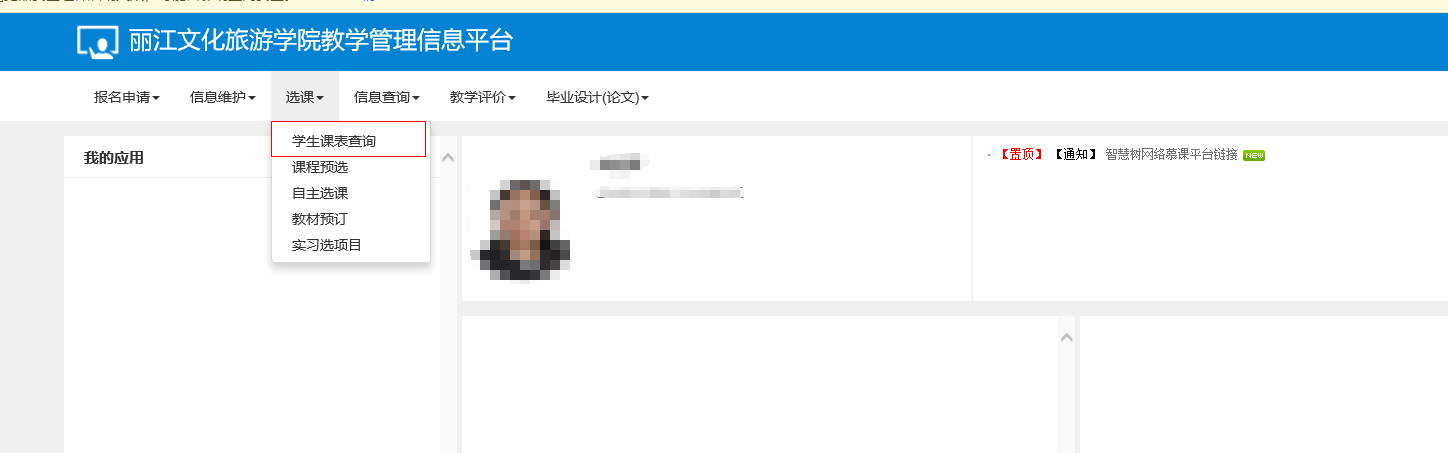 丽江文化旅游学院教学管理信息平台
报名申请 信息维护 选课 信息查询 教学评价 毕业设计(论文)
学生课表查询
课程预选
自主选课
教材预订
实习选项目
我的应用
【置顶】 【通知】 智慧树网络慕课平台链接 NEW